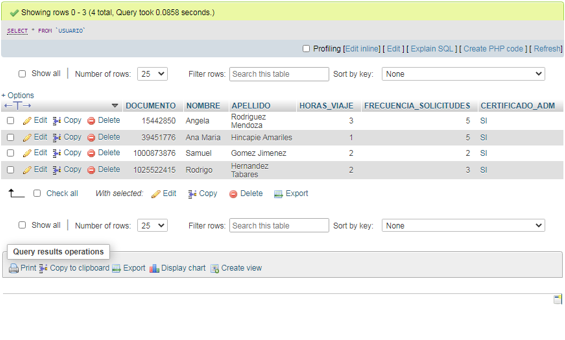 Showing rows 0 - 3 (4 total, Query took 0.0858 seconds.)
SELECT * FROM `USUARIO`
Profiling [Edit inline] [ Edit ] [ Explain SQL ] [ Create PHP code ] [ Refresh]
Show all Number of rows: 25 Filter rows: Search this table Sort by key: None
+ Options
←T→ DOCUMENTO NOMBRE APELLIDO HORAS_VIAJE FRECUENCIA_SOLICITUDES CERTIFICADO_ADM
Edit Copy Delete 15442850 Angela Rodriguez Mendoza 3 5 SI
Edit Copy Delete 39451776 Ana Maria Hincapie Amariles 1 5 SI
Edit Copy Delete 1000873876 Samuel Gomez Jimenez 2 2 SI
Edit Copy Delete 1025522415 Rodrigo Hernandez Tabares 2 3 SI
Check all With selected: Edit Copy Delete Export
Show all Number of rows: 25 Filter rows: Search this table Sort by key: None
Query results operations
Print Copy to clipboard Export Display chart Create view